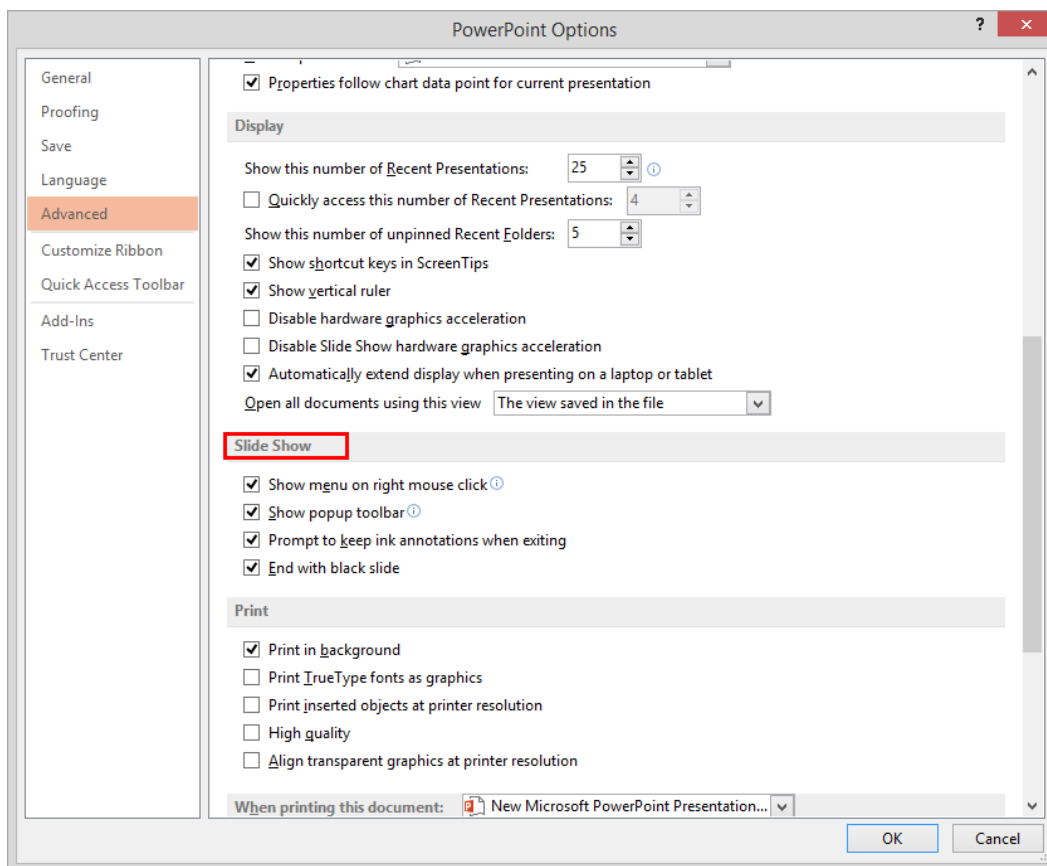 PowerPoint Options
?
General
Proofing
Save
Language
Advanced
Customize Ribbon
Quick Access Toolbar
Add-Ins
Trust Center
Properties follow chart data point for current presentation
Display
Show this number of Recent Presentations: 25
Quickly access this number of Recent Presentations: 4
Show this number of unpinned Recent Folders: 5
Show shortcut keys in ScreenTips
Show vertical ruler
Disable hardware graphics acceleration
Disable Slide Show hardware graphics acceleration
Automatically extend display when presenting on a laptop or tablet
Open all documents using this view The view saved in the file
Slide Show
Show menu on right mouse click
Show popup toolbar
Prompt to keep ink annotations when exiting
End with black slide
Print
Print in background
Print TrueType fonts as graphics
Print inserted objects at printer resolution
High quality
Align transparent graphics at printer resolution
When printing this document: New Microsoft PowerPoint Presentation...
OK Cancel